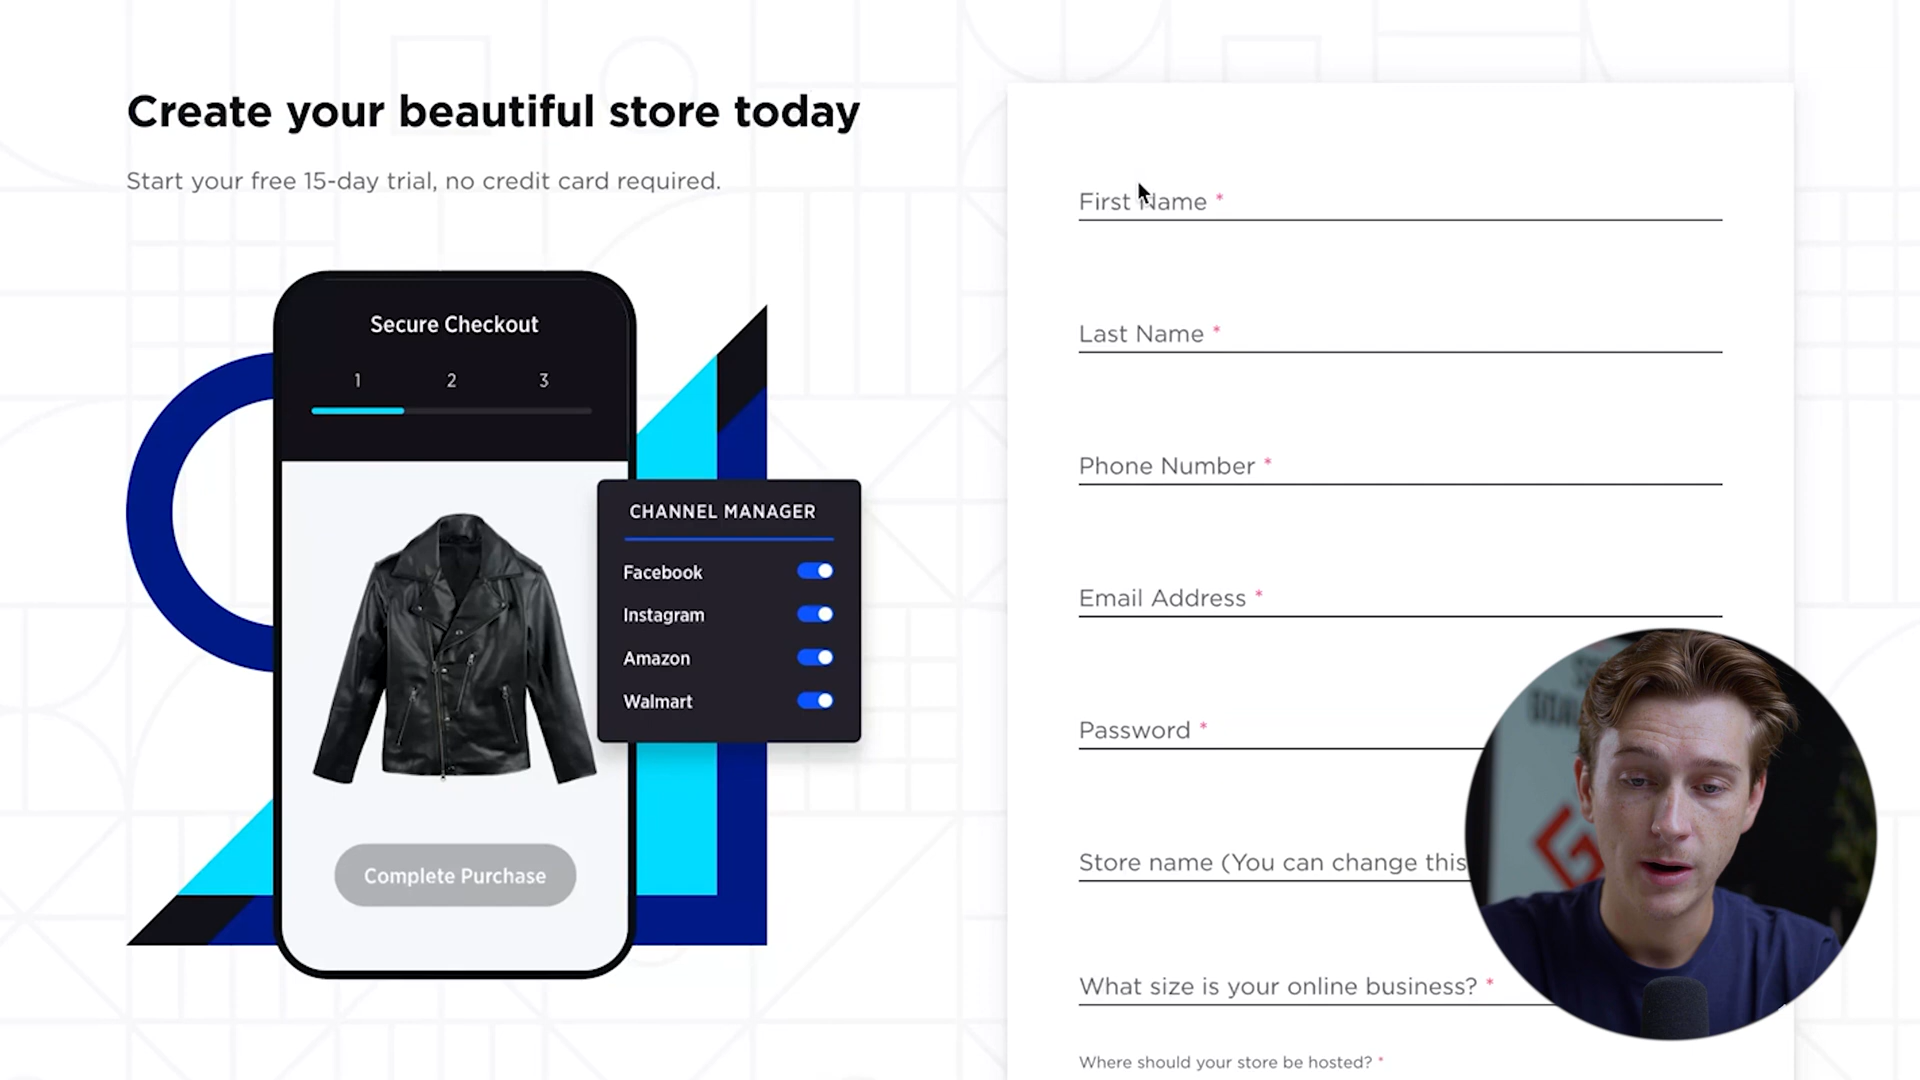 Create your beautiful store today
Start your free 15-day trial, no credit card required.
Secure Checkout
1 2 3
CHANNEL MANAGER
Facebook
Instagram
Amazon
Walmart
Complete Purchase
First Name *
Last Name *
Phone Number *
Email Address *
Password *
Store name (You can change this
What size is your online business? *
Where should your store be hosted? *